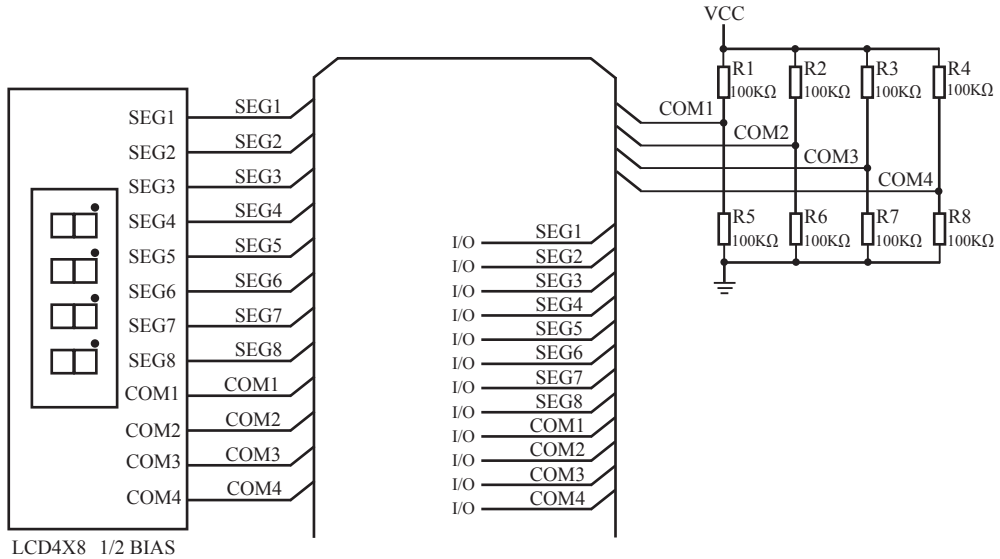 VCC
R1
R2
R3
R4
100KΩ
100KΩ
100KΩ
100KΩ
COM1
COM2
COM3
COM4
R5
R6
R7
R8
100KΩ
100KΩ
100KΩ
100KΩ
SEG1 SEG1
SEG2 SEG2
SEG3 SEG3
SEG4 SEG4
SEG5 SEG5
SEG6 SEG6
SEG7 SEG7
SEG8 SEG8
COM1 COM1
COM2 COM2
COM3 COM3
COM4 COM4
I/O SEG1
I/O SEG2
I/O SEG3
I/O SEG4
I/O SEG5
I/O SEG6
I/O SEG7
I/O SEG8
I/O COM1
I/O COM2
I/O COM3
I/O COM4
LCD4X8 1/2 BIAS